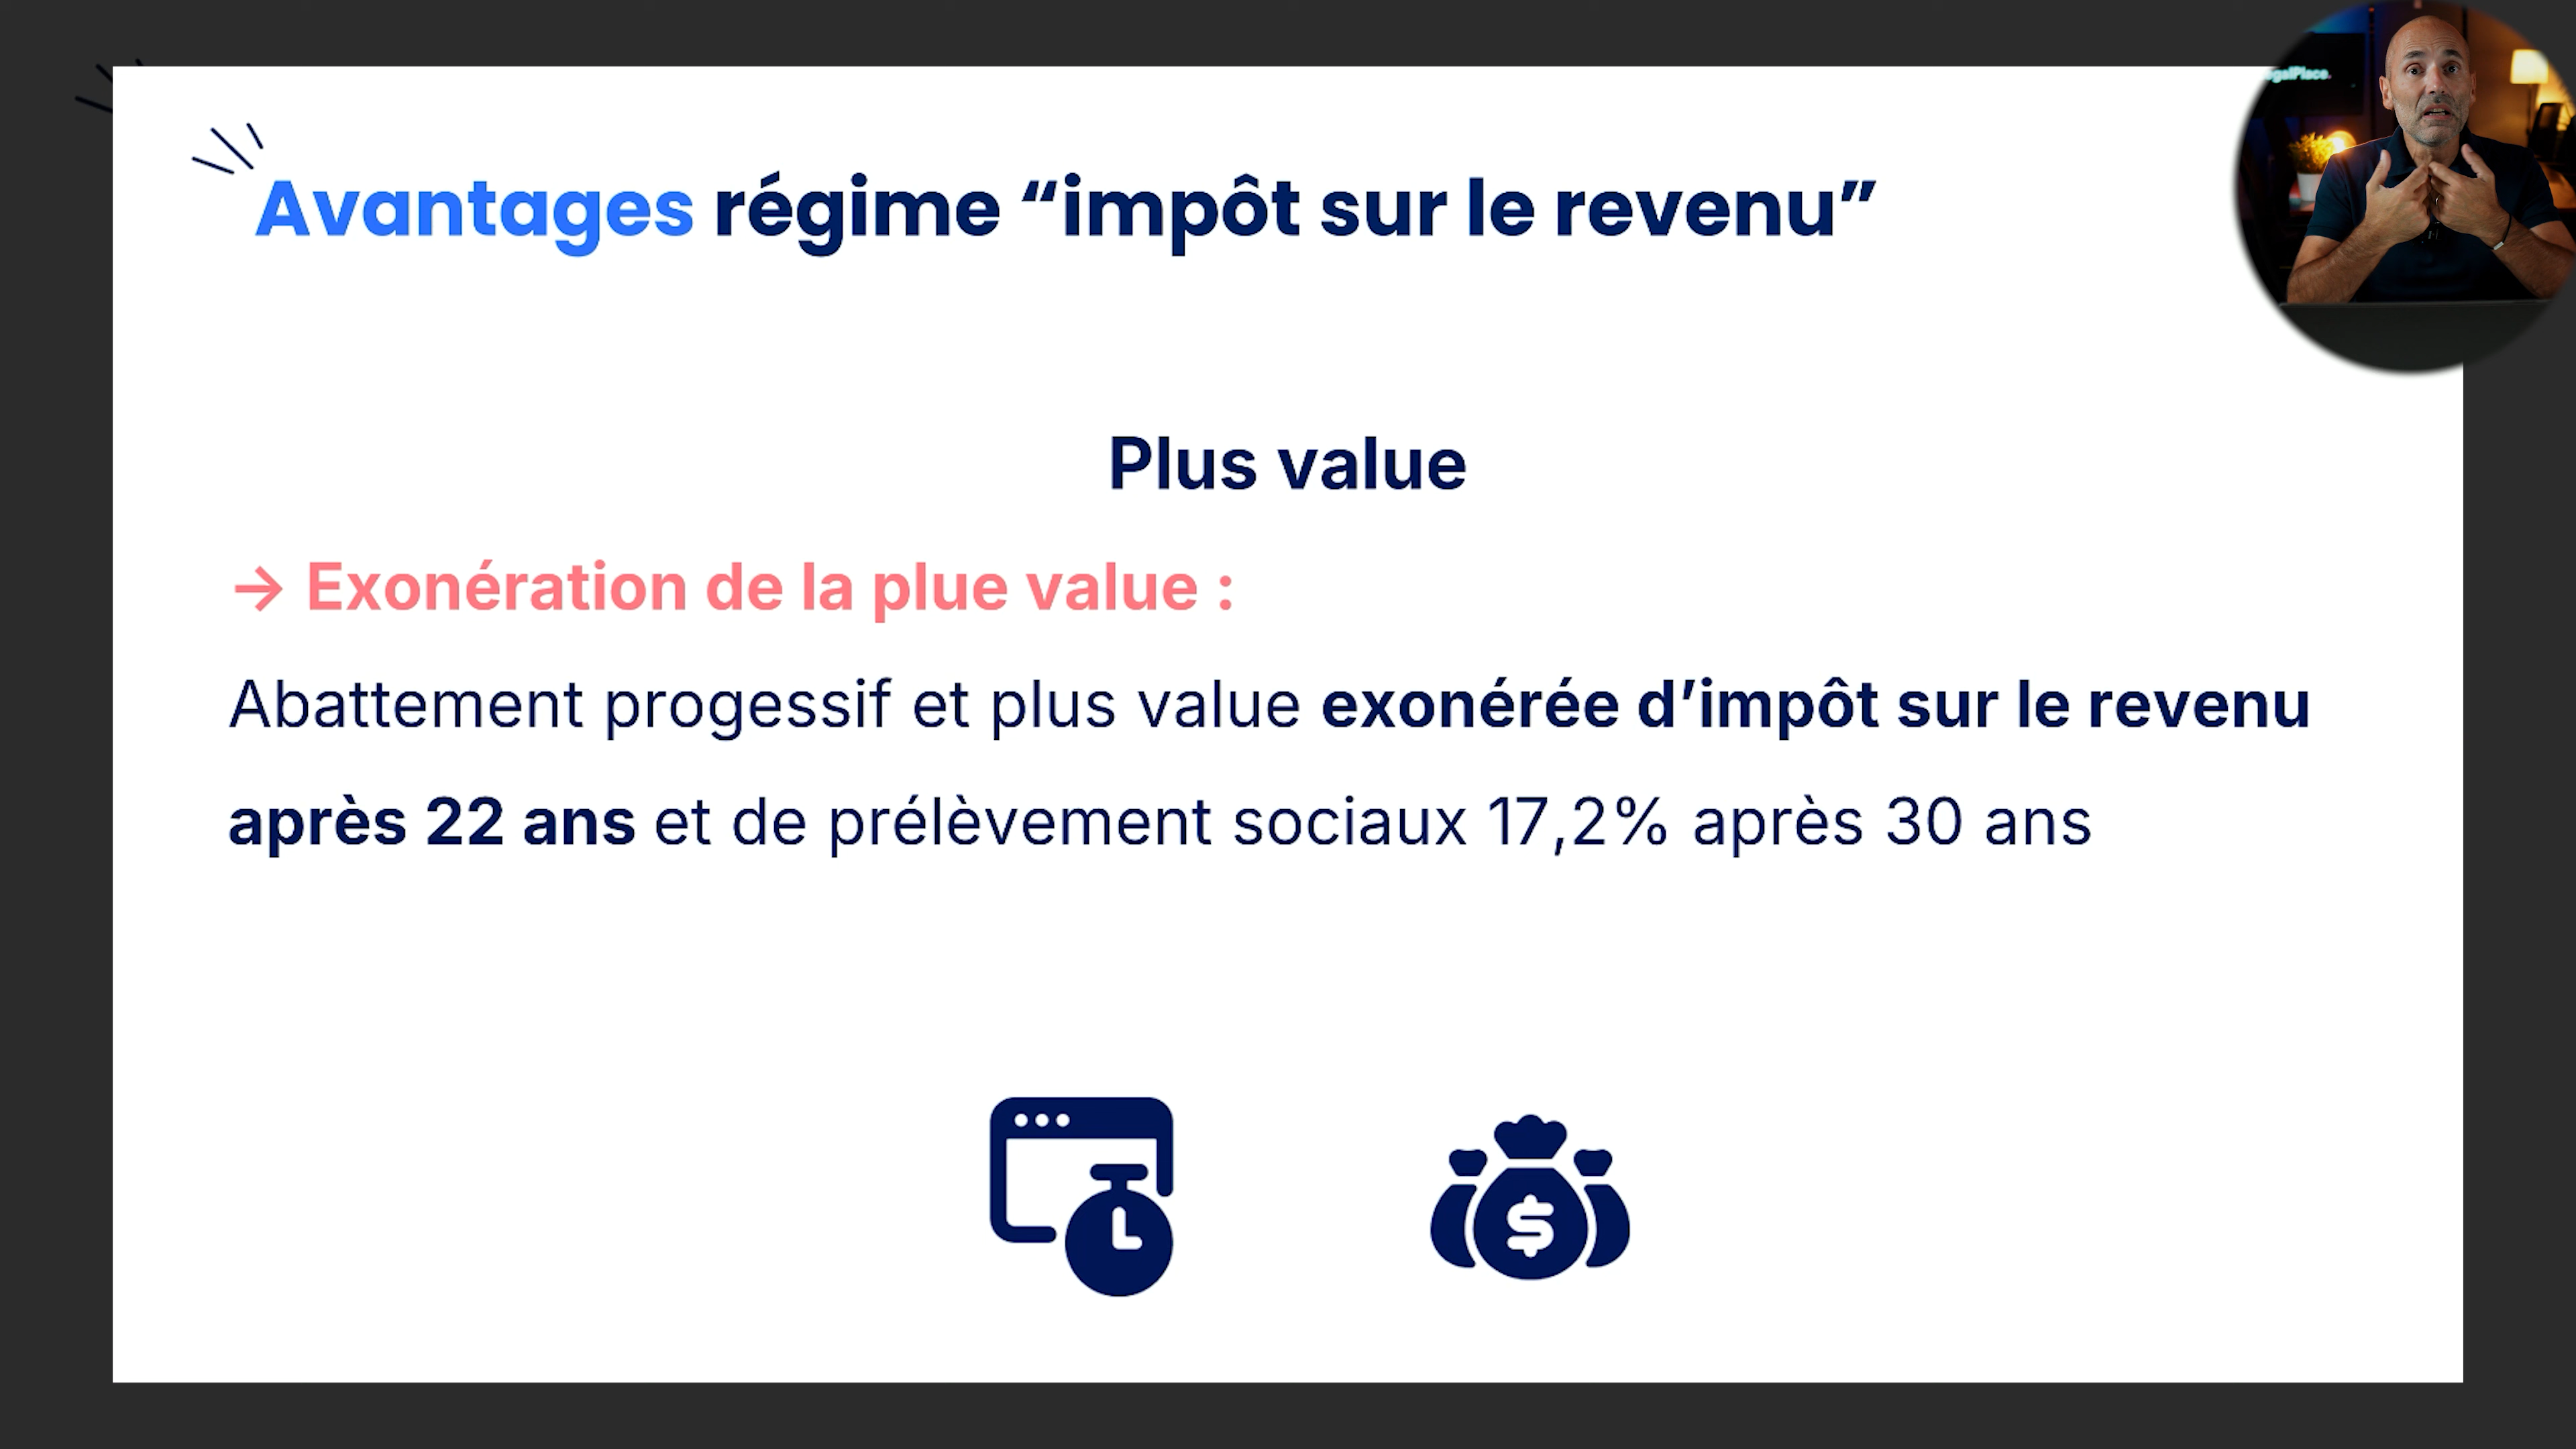 Avantages régime “impôt sur le revenu”
Plus value
→ Exonération de la plue value :
Abattement progessif et plus value exonérée d’impôt sur le revenu
après 22 ans et de prélèvement sociaux 17,2% après 30 ans
galPlace